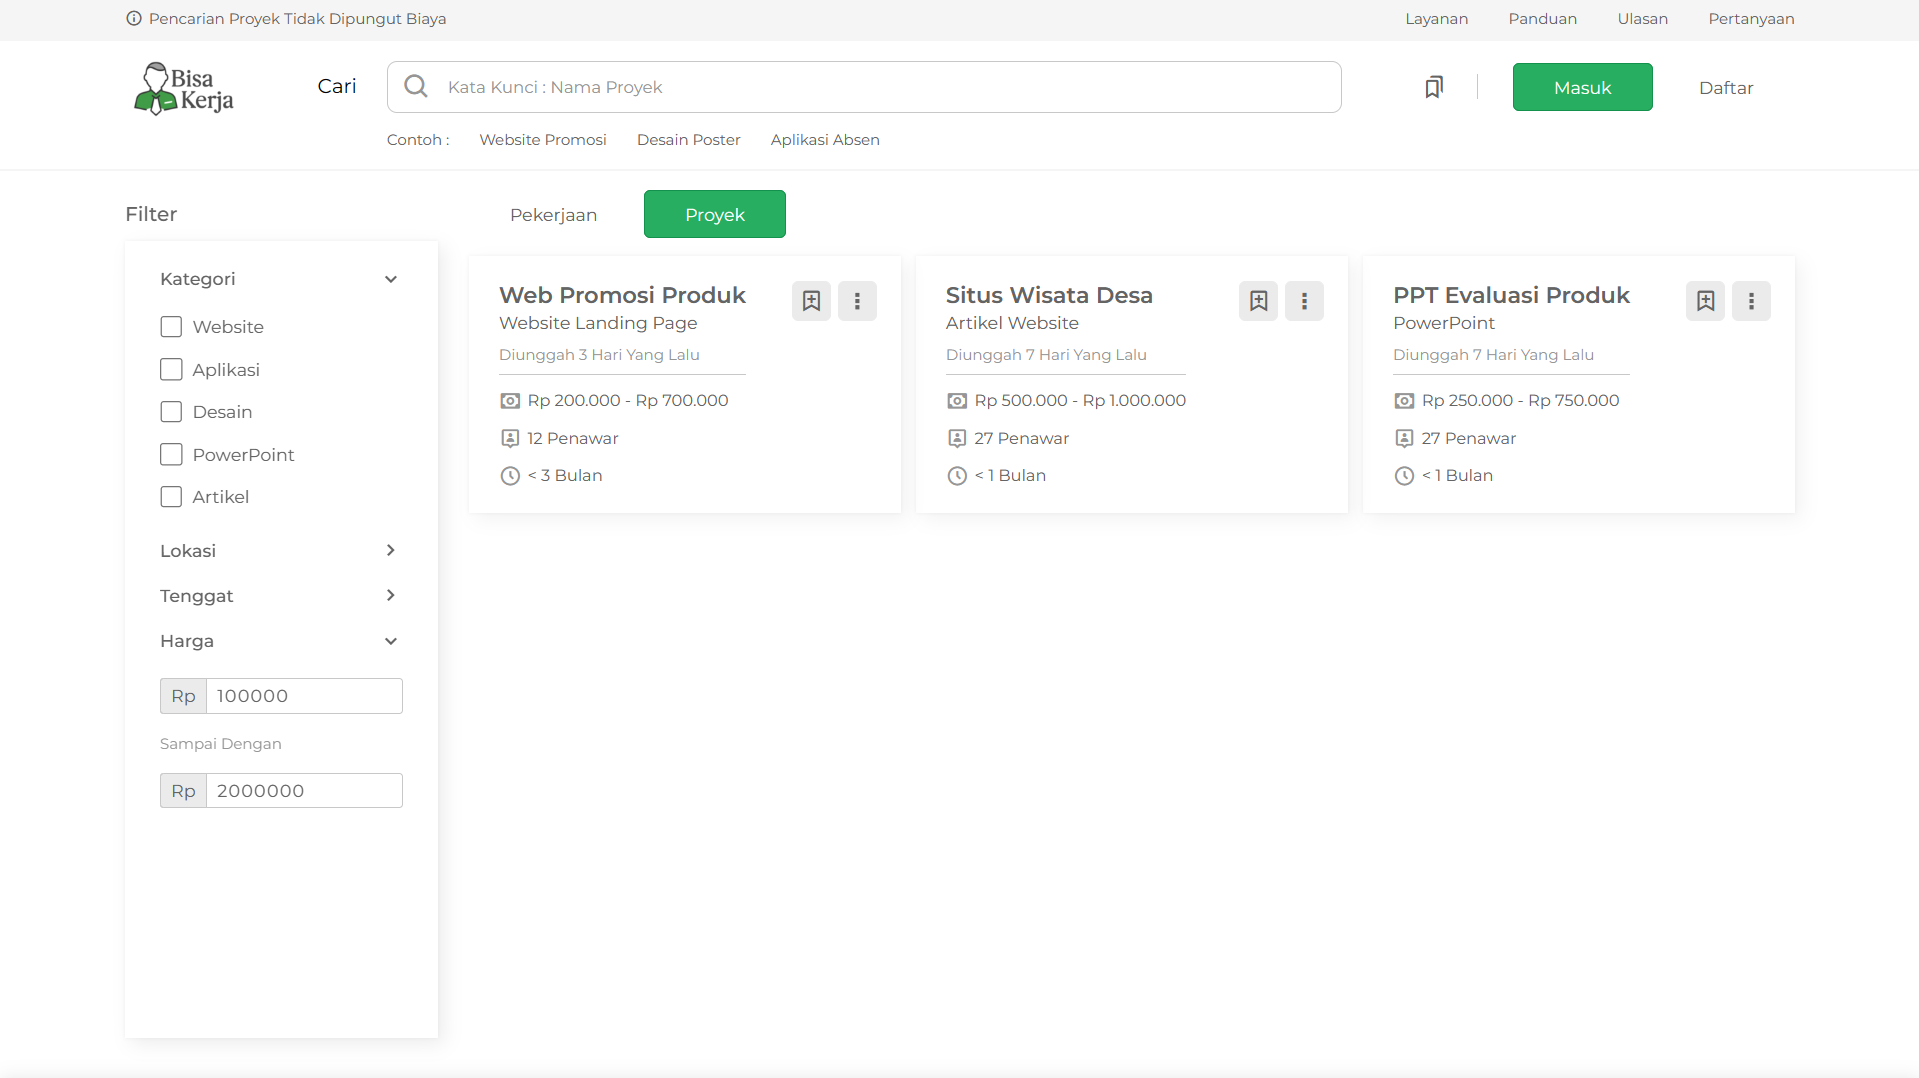 Pencarian Proyek Tidak Dipungut Biaya
Layanan
Panduan
Ulasan
Pertanyaan
Bisa
Kerja
Cari
Kata Kunci : Nama Proyek
Masuk
Daftar
Contoh :
Website Promosi
Desain Poster
Aplikasi Absen
Filter
Kategori
Website
Aplikasi
Desain
PowerPoint
Artikel
Lokasi
Tenggat
Harga
Rp 100000
Sampai Dengan
Rp 2000000
Pekerjaan
Proyek
Web Promosi Produk
Website Landing Page
Diunggah 3 Hari Yang Lalu
Rp 200.000 - Rp 700.000
12 Penawar
< 3 Bulan
Situs Wisata Desa
Artikel Website
Diunggah 7 Hari Yang Lalu
Rp 500.000 - Rp 1.000.000
27 Penawar
< 1 Bulan
PPT Evaluasi Produk
PowerPoint
Diunggah 7 Hari Yang Lalu
Rp 250.000 - Rp 750.000
27 Penawar
< 1 Bulan